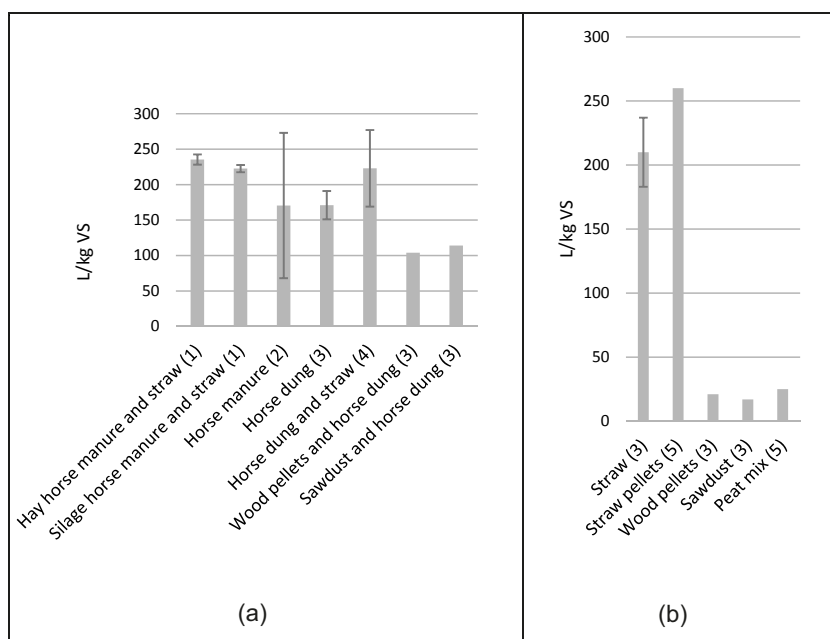 300
250
200
150
100
50
0
L/kg VS
Hay horse manure and straw (1)
Silage horse manure and straw (1)
Horse manure (2)
Horse dung (3)
Horse dung and straw (4)
Wood pellets and horse dung (3)
Sawdust and horse dung (3)
(a)
300
250
200
150
100
50
0
L/kg VS
Straw (3)
Straw pellets (5)
Wood pellets (3)
Sawdust (3)
Peat mix (5)
(b)